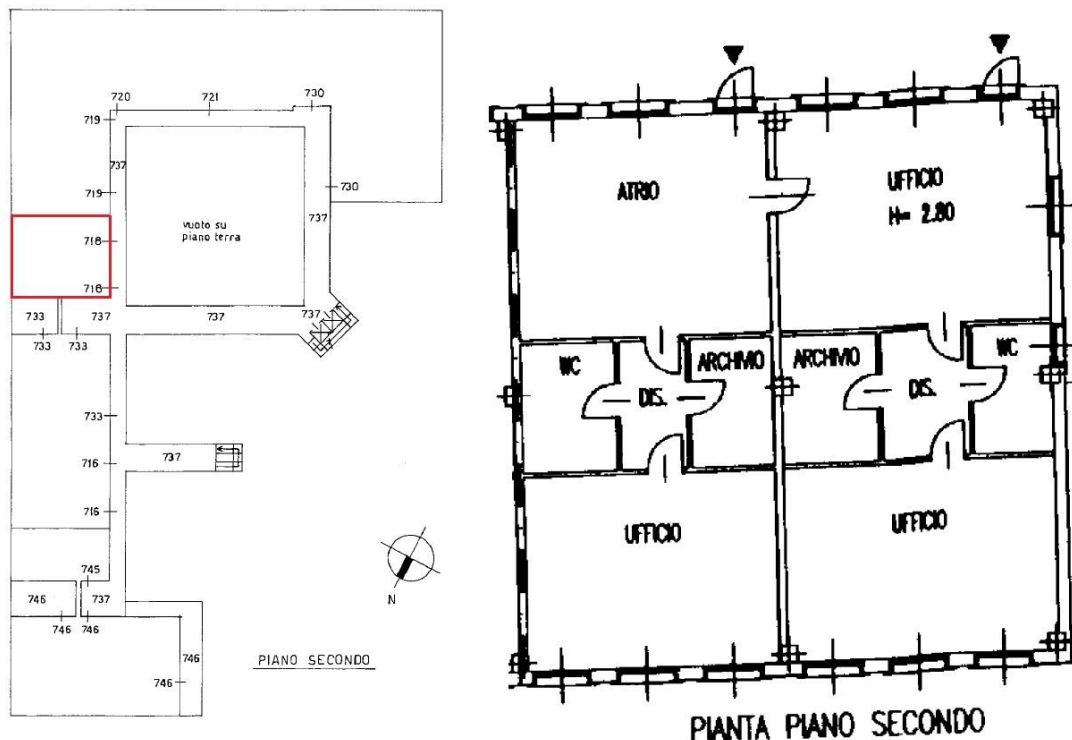 720
721
730
719
737
719
730
737
vuoto su
piano terra
718
718
733
737
737
737
733
733
733
737
716
716
745
746
737
746
746
N
746
746
PIANO SECONDO
ATRIO
UFFICIO
H= 2.80
WC
DIS.
ARCHIVIO
ARCHIVIO
DIS.
WC
UFFICIO
UFFICIO
PIANTA PIANO SECONDO